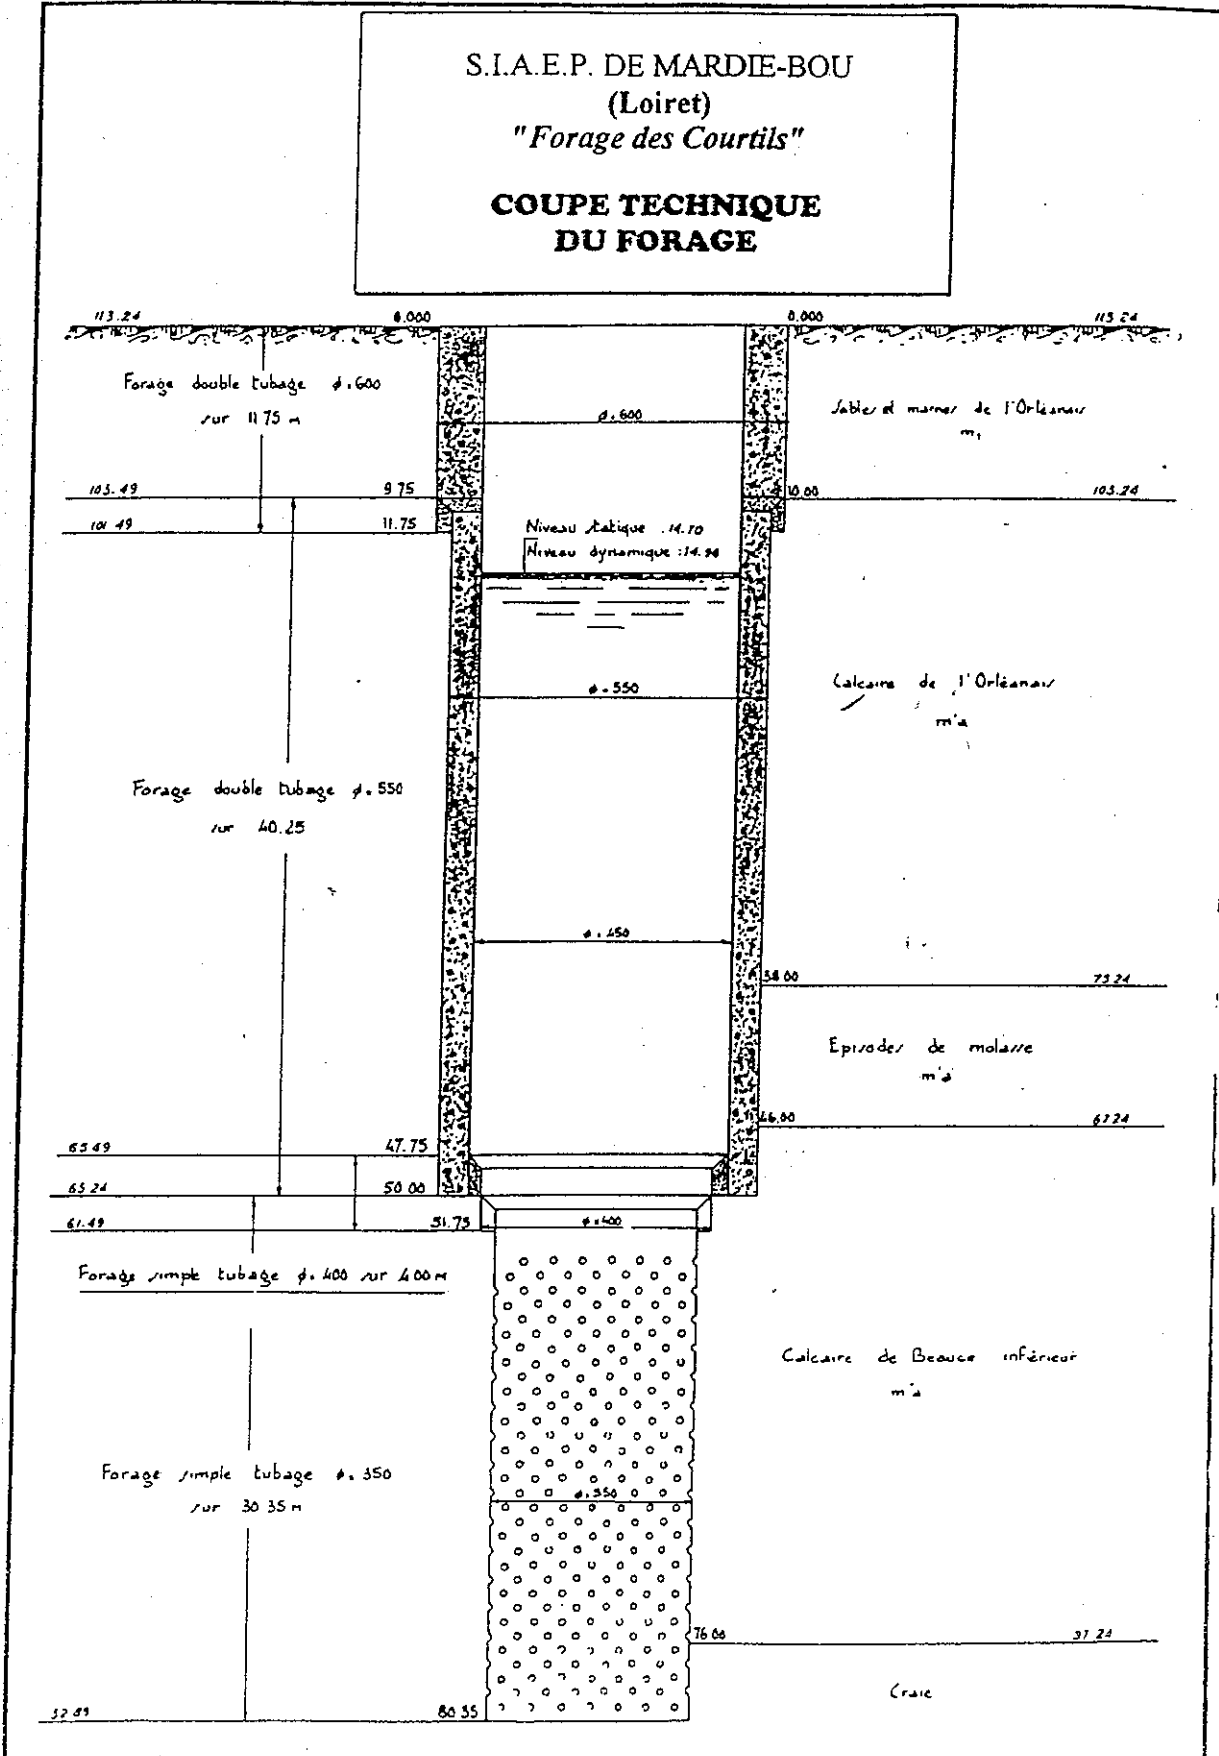 S.I.A.E.P. DE MARDIE-BOU
(Loiret)
"Forage des Courtils"
COUPE TECHNIQUE
DU FORAGE
113.24
0.000
0.000
113.24
Forage double tubage ø.600
sur 11 75 m
ø.600
Sables et marnes de l'Orléanais
m₁
103.49
9 75
10.00
103.24
101 49
11.75
Niveau statique .14.70
Niveau dynamique :14.94
ø.550
Calcaire de l'Orléanais
m'a
Forage double tubage ø.550
sur 40.25
ø.450
38 00
75 24
Episodes de molasse
m'a
46.00
67 24
65 49
47.75
63 24
50 00
61.49
51.75
ø.400
Forage simple tubage ø.400 sur 4 00 m
Calcaire de Beauce inférieur
m'a
Forage simple tubage ø.350
sur 30 35 m
ø.350
76 00
37 24
Craie
32 89
80 35